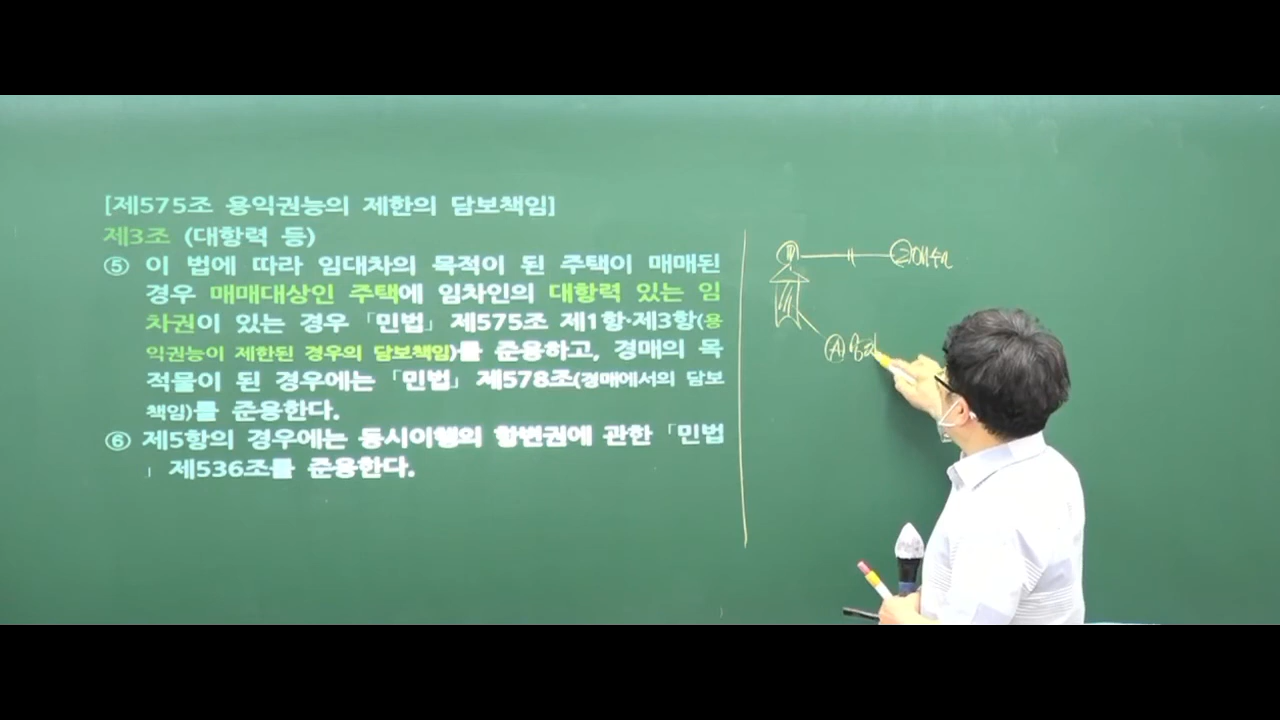 [제575조 용익권능의 제한의 담보책임]
제3조 (대항력 등)
⑤ 이 법에 따라 임대차의 목적이 된 주택이 매매된
경우 매매대상인 주택에 임차인의 대항력 있는 임
차권이 있는 경우 「민법」 제575조 제1항·제3항(용
익권능이 제한된 경우의 담보책임)를 준용하고, 경매의 목
적물이 된 경우에는 「민법」 제578조(경매에서의 담보
책임)를 준용한다.
⑥ 제5항의 경우에는 동시이행의 항변권에 관한 「민법
」 제536조를 준용한다.
매수인
Ⓐ